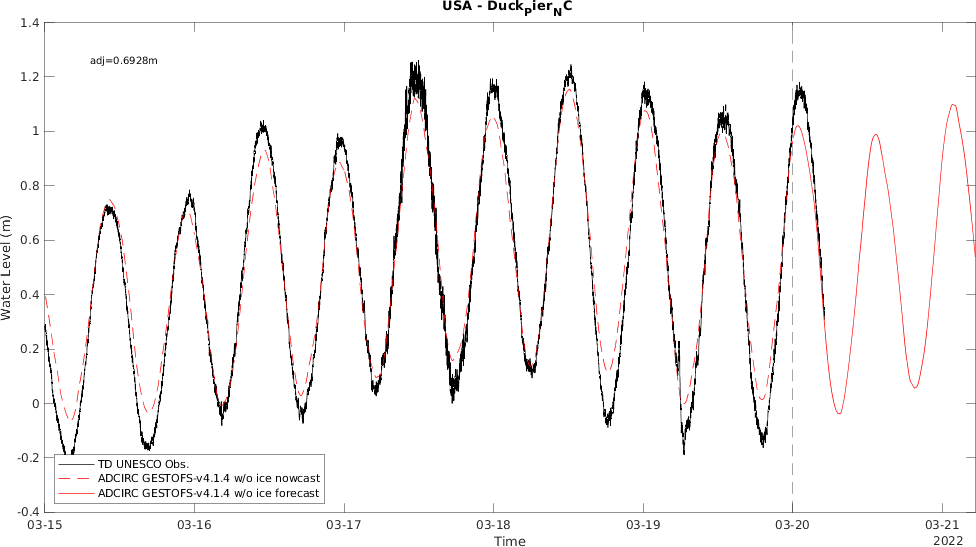 USA - Duck_Pier_NC
adj=0.6928m
1.4
1.2
1
0.8
0.6
0.4
0.2
0
-0.2
-0.4
Water Level (m)
TD UNESCO Obs.
ADCIRC GESTOFS-v4.1.4 w/o ice nowcast
ADCIRC GESTOFS-v4.1.4 w/o ice forecast
03-15 03-16 03-17 03-18 03-19 03-20 03-21
Time 2022